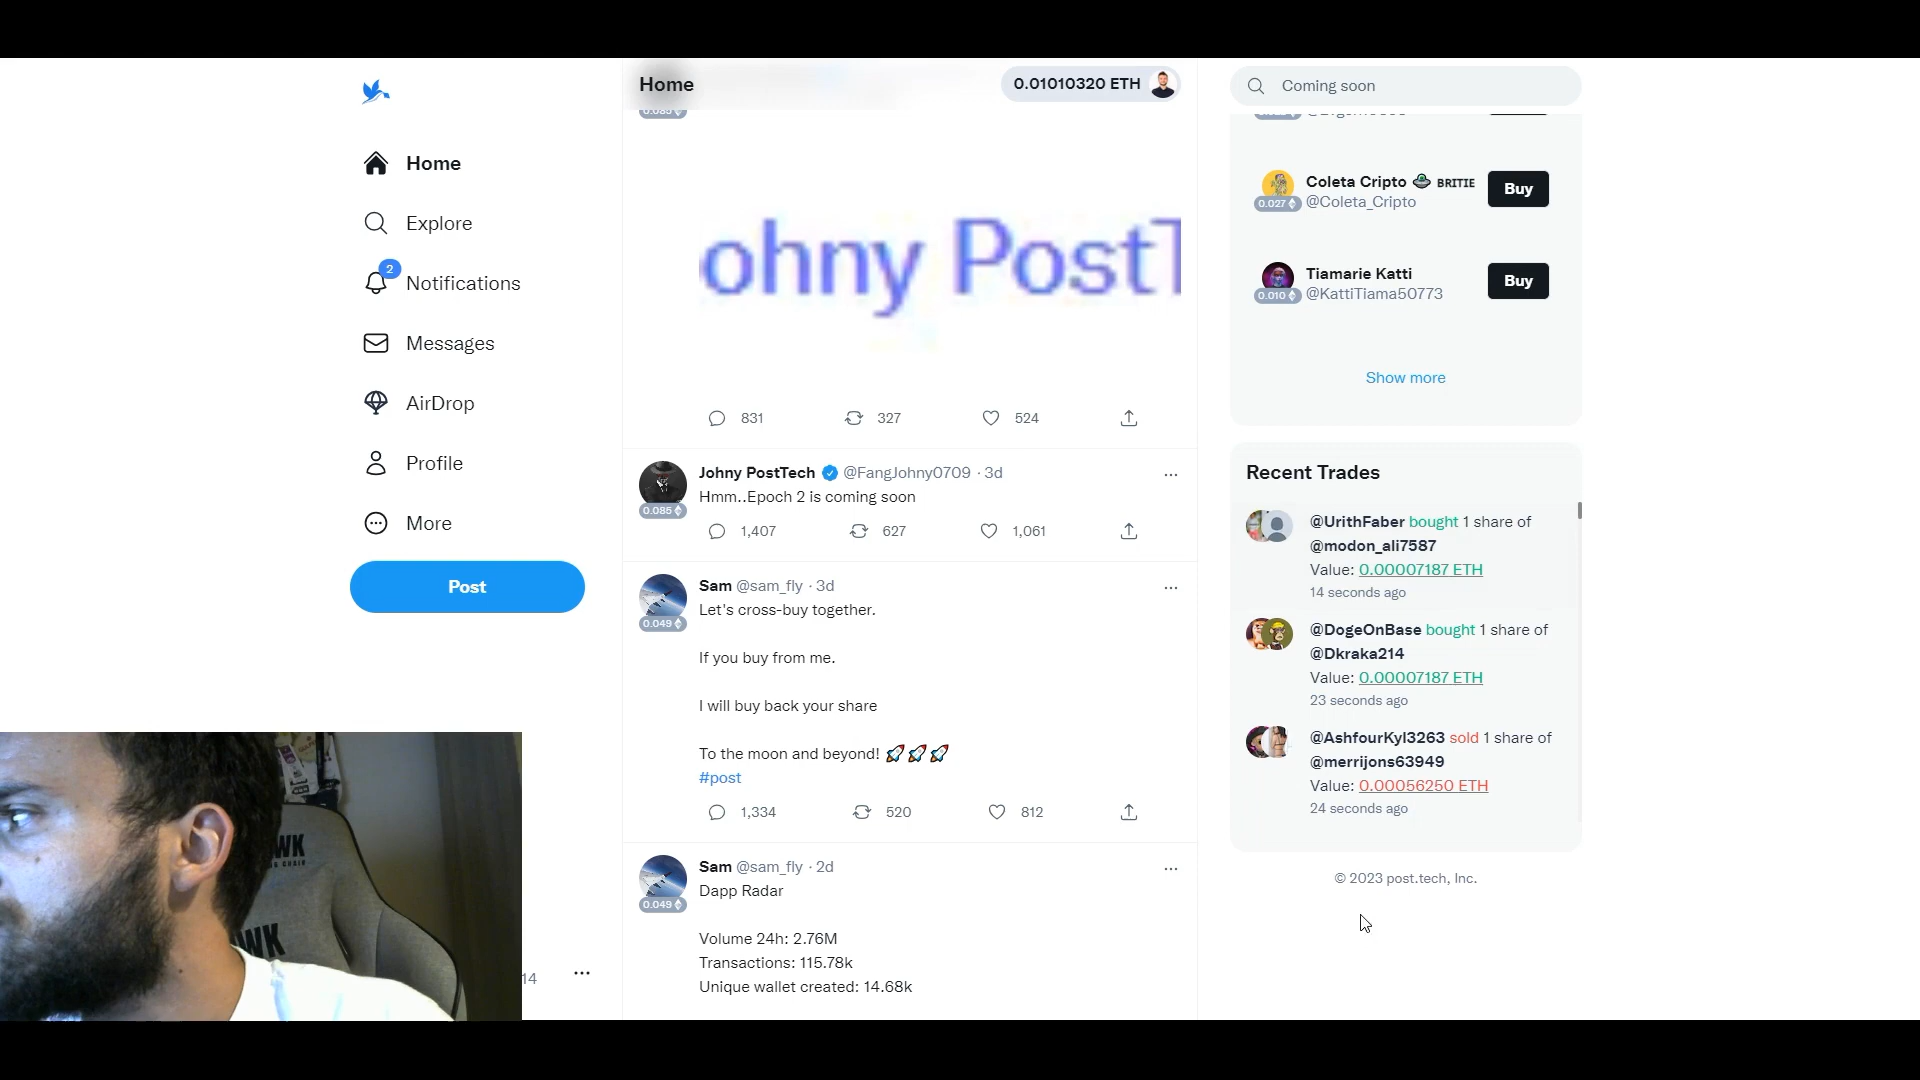 Home
Explore
2
Notifications
Messages
AirDrop
Profile
More
Post
14
Home
0.01010320 ETH
ohny PostT
831 327 524
Johny PostTech @FangJohny0709 · 3d
Hmm..Epoch 2 is coming soon
0.085
1,407 627 1,061
Sam @sam_fly · 3d
Let's cross-buy together.
0.049
If you buy from me.
I will buy back your share
To the moon and beyond! 🚀🚀🚀
#post
1,334 520 812
Sam @sam_fly · 2d
Dapp Radar
0.049
Volume 24h: 2.76M
Transactions: 115.78k
Unique wallet created: 14.68k
Coming soon
Coleta Cripto 🛸 BRITIE
0.027 @Coleta_Cripto
Buy
Tiamarie Katti
0.010 @KattiTiama50773
Buy
Show more
Recent Trades
@UrithFaber bought 1 share of
@modon_ali7587
Value: 0.00007187 ETH
14 seconds ago
@DogeOnBase bought 1 share of
@Dkraka214
Value: 0.00007187 ETH
23 seconds ago
@AshfourKyl3263 sold 1 share of
@merrijons63949
Value: 0.00056250 ETH
24 seconds ago
© 2023 post.tech, Inc.